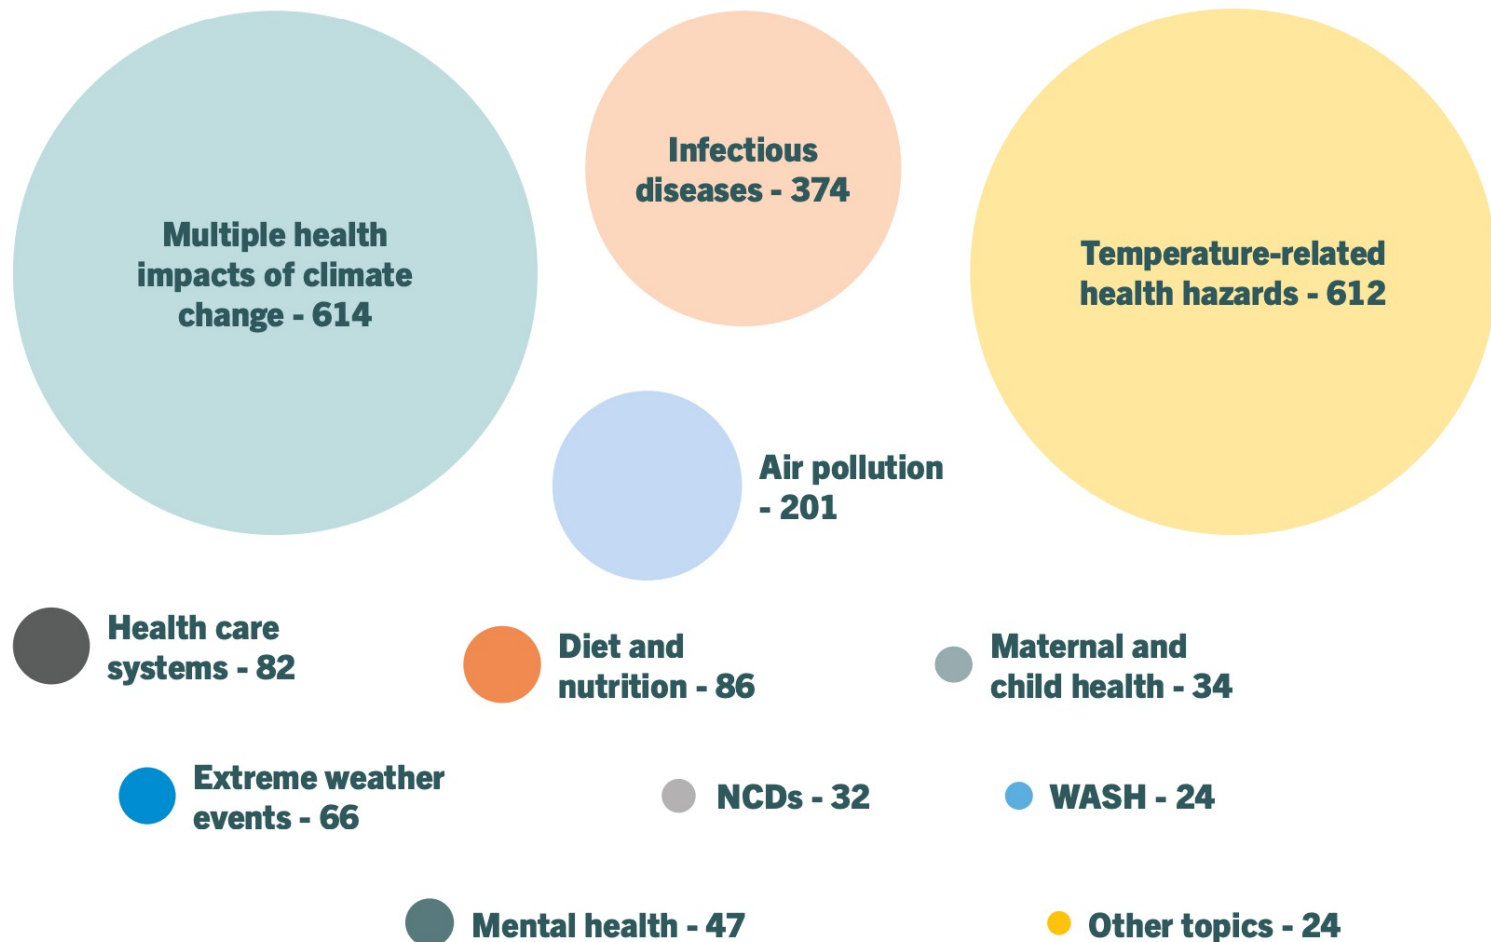 Multiple health
impacts of climate
change - 614
Infectious
diseases - 374
Temperature-related
health hazards - 612
Air pollution
- 201
Health care
systems - 82
Diet and
nutrition - 86
Maternal and
child health - 34
Extreme weather
events - 66
NCDs - 32
WASH - 24
Mental health - 47
Other topics - 24